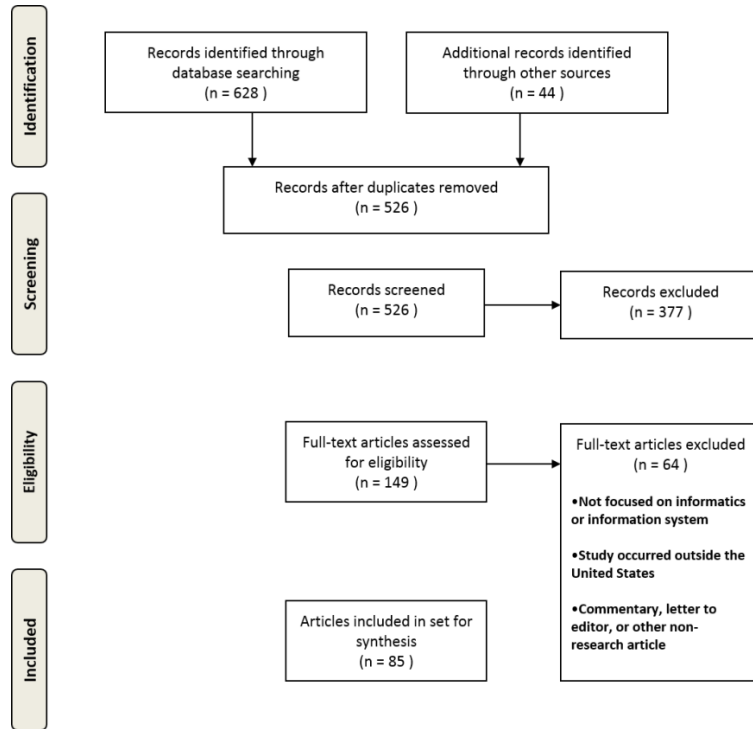 Identification
Records identified through
database searching
(n = 628 )
Additional records identified
through other sources
(n = 44 )
Records after duplicates removed
(n = 526 )
Screening
Records screened
(n = 526 )
Records excluded
(n = 377 )
Eligibility
Full-text articles assessed
for eligibility
(n = 149 )
Full-text articles excluded
(n = 64 )
•Not focused on informatics
or information system
•Study occurred outside the
United States
•Commentary, letter to
editor, or other non-
research article
Included
Articles included in set for
synthesis
(n = 85 )